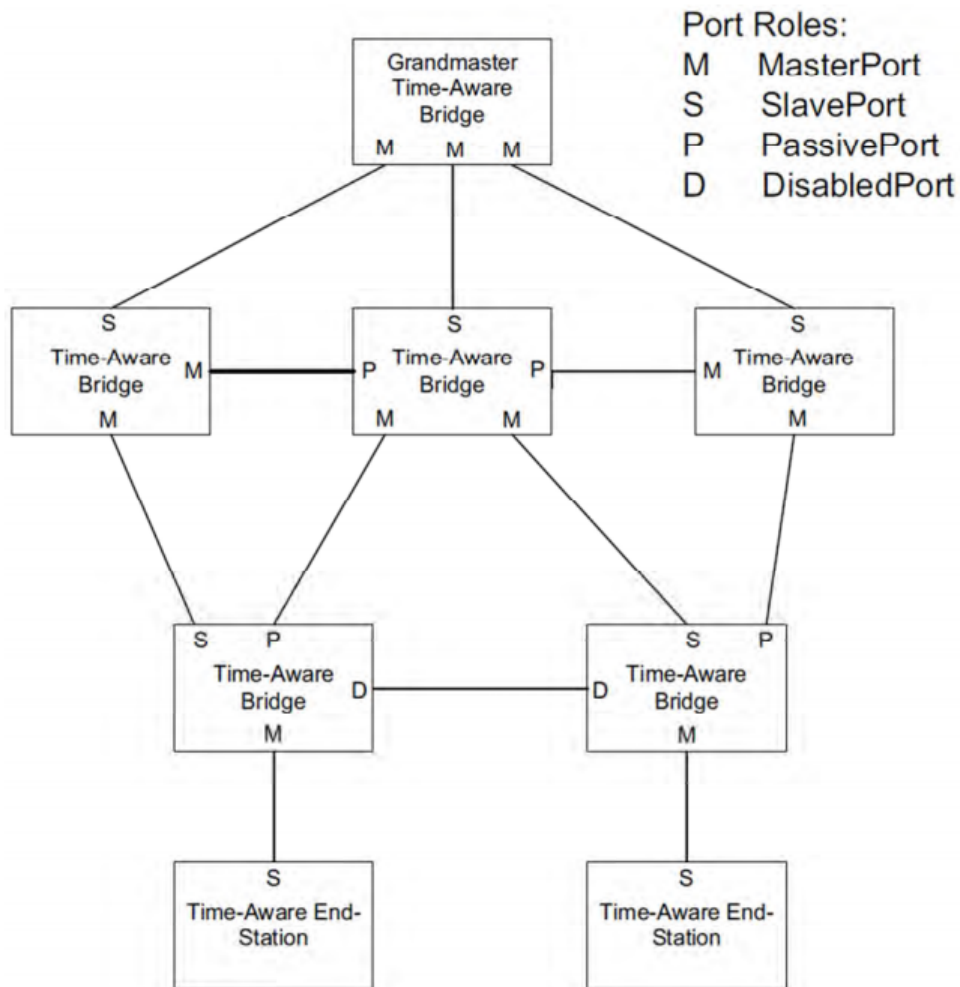 Port Roles:
M MasterPort
S SlavePort
P PassivePort
D DisabledPort
Grandmaster
Time-Aware
Bridge
M M M
S
Time-Aware
Bridge
M
M
S
P
Time-Aware
Bridge
P
M M
S
M
Time-Aware
Bridge
M
S P
Time-Aware
Bridge
D
M
S P
D
Time-Aware
Bridge
M
S
Time-Aware End-
Station
S
Time-Aware End-
Station